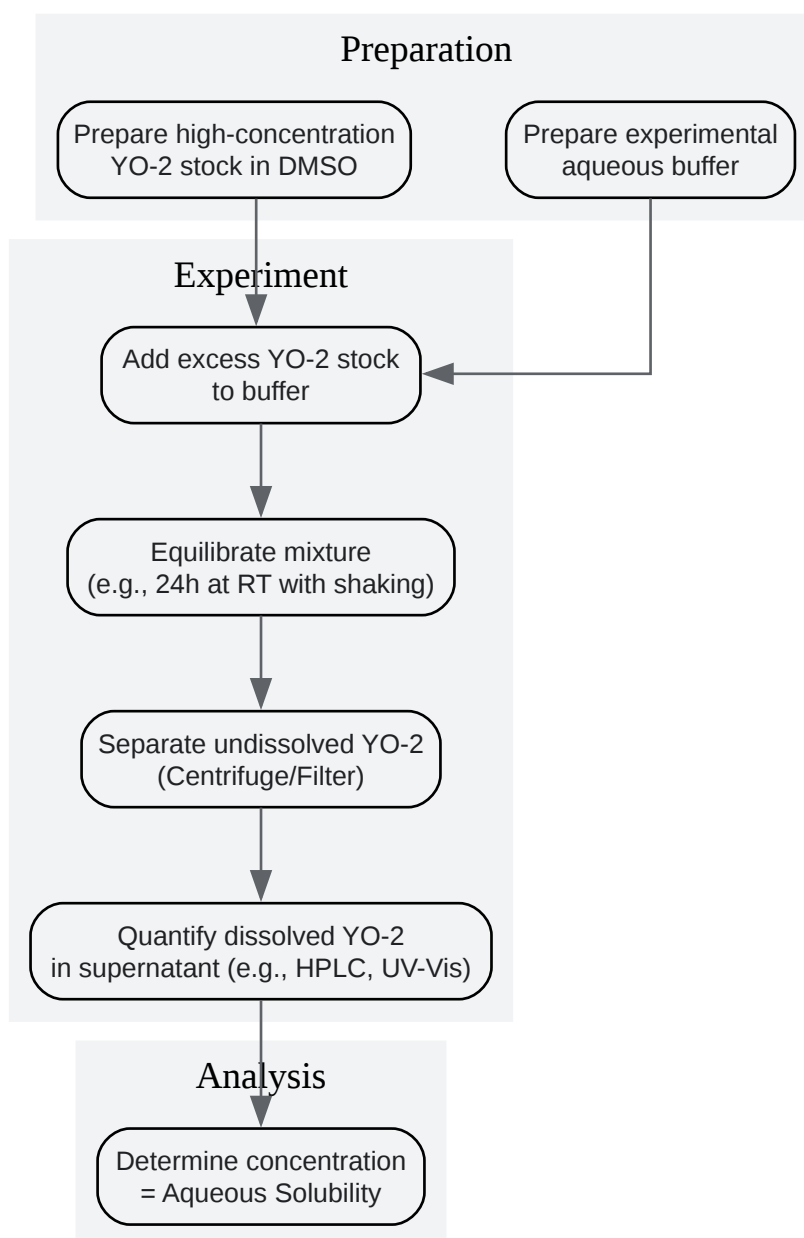 Preparation
Prepare high-concentration
YO-2 stock in DMSO
Prepare experimental
aqueous buffer
Experiment
Add excess YO-2 stock
to buffer
Equilibrate mixture
(e.g., 24h at RT with shaking)
Separate undissolved YO-2
(Centrifuge/Filter)
Quantify dissolved YO-2
in supernatant (e.g., HPLC, UV-Vis)
Analysis
Determine concentration
= Aqueous Solubility